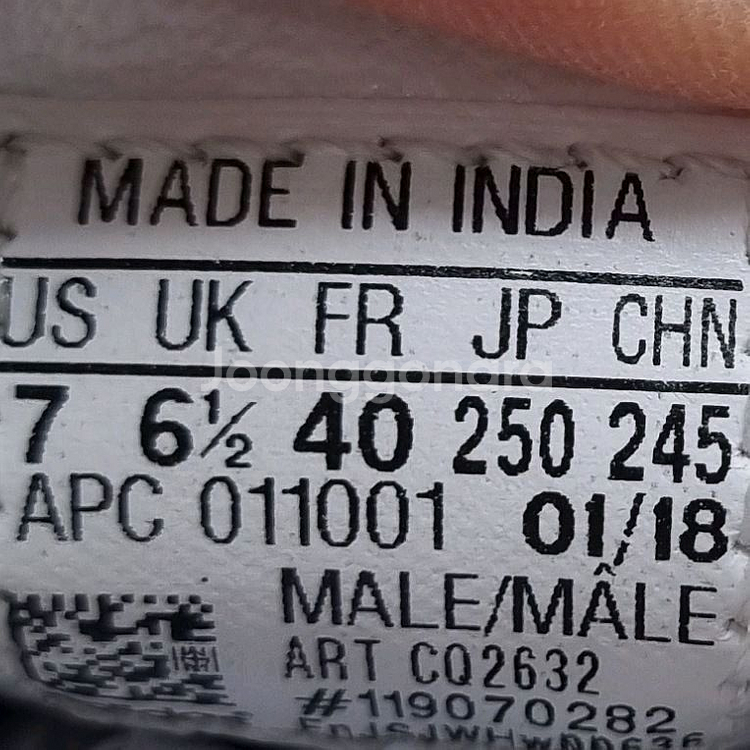 MADE IN INDIA
US UK FR JP CHN
Joonggonara
7 6½ 40 250 245
APC 011001 01/18
MALE/MÂLE
ART CQ2632
#119070282